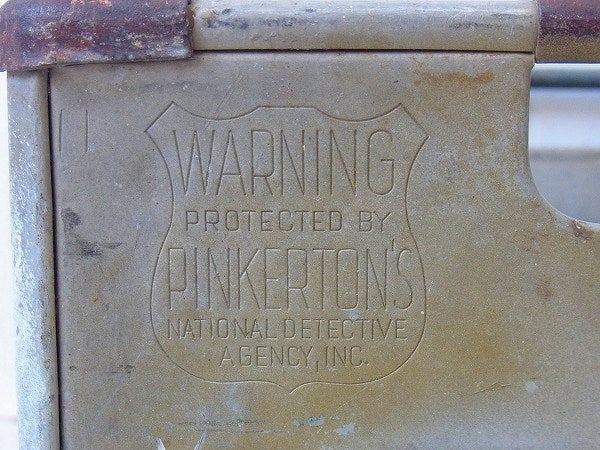 WARNING
PROTECTED BY
PINKERTON'S
NATIONAL DETECTIVE
AGENCY, INC.